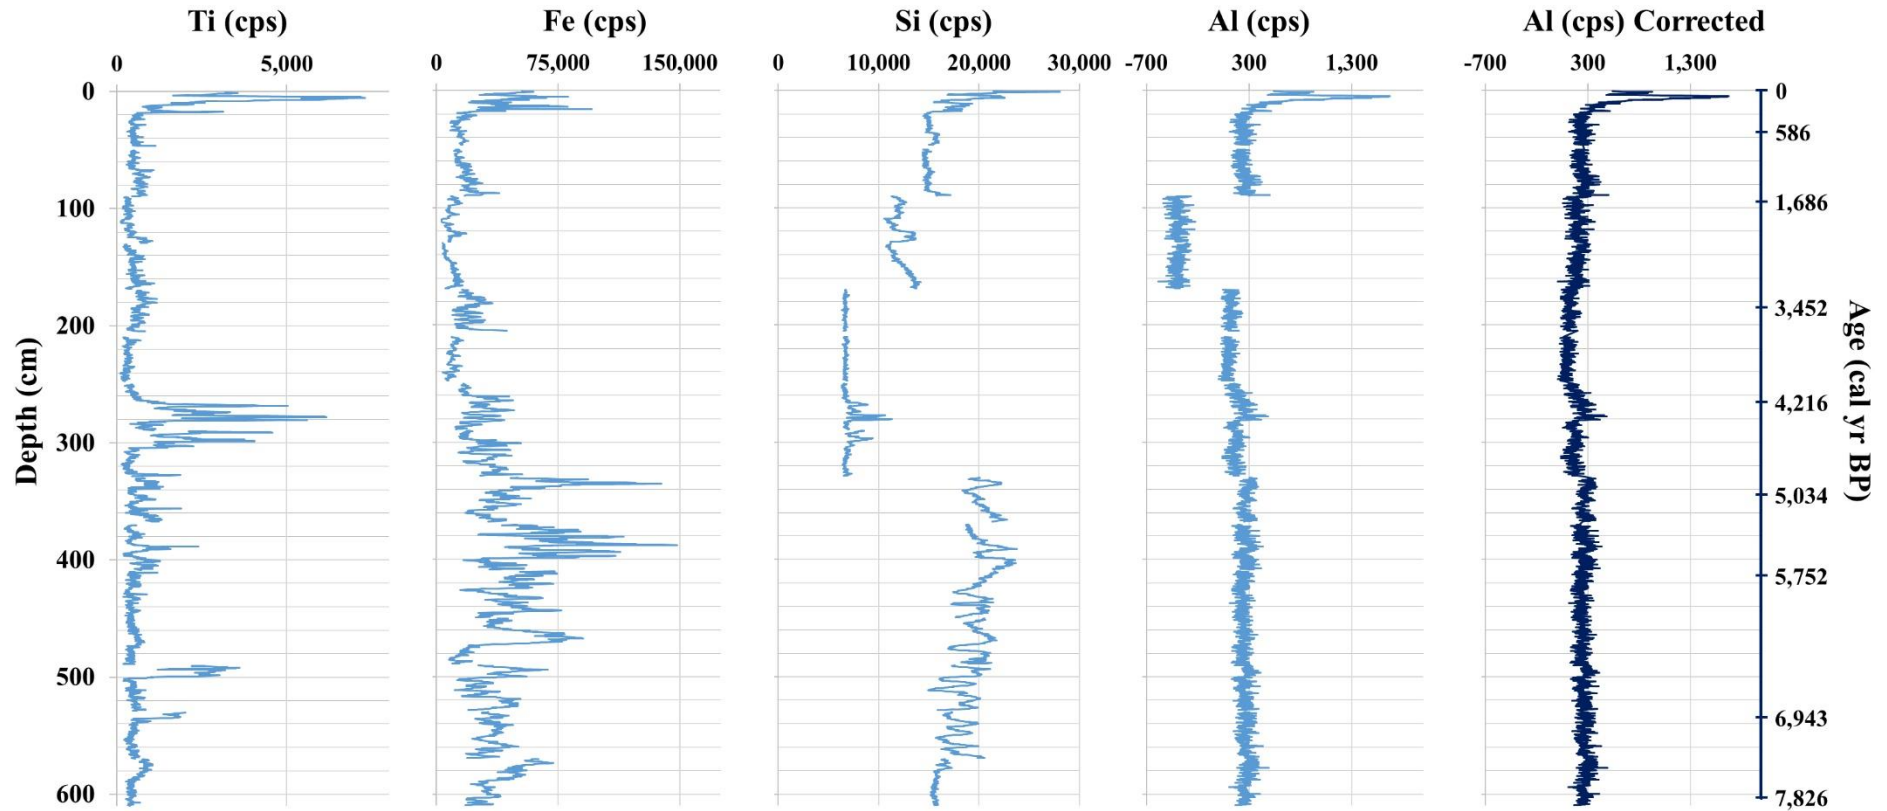 Ti (cps) Fe (cps) Si (cps) Al (cps) Al (cps) Corrected
0 5,000 0 75,000 150,000 0 10,000 20,000 30,000 -700 300 1,300 -700 300 1,300
0 0
586
100 1,686
200 3,452
4,216
300
5,034
400 5,752
500
6,943
600 7,826
Depth (cm)
Age (cal yr BP)